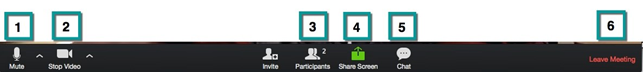 1 2 3 4 5 6
Mute Stop Video Invite Participants 2 Share Screen Chat Leave Meeting